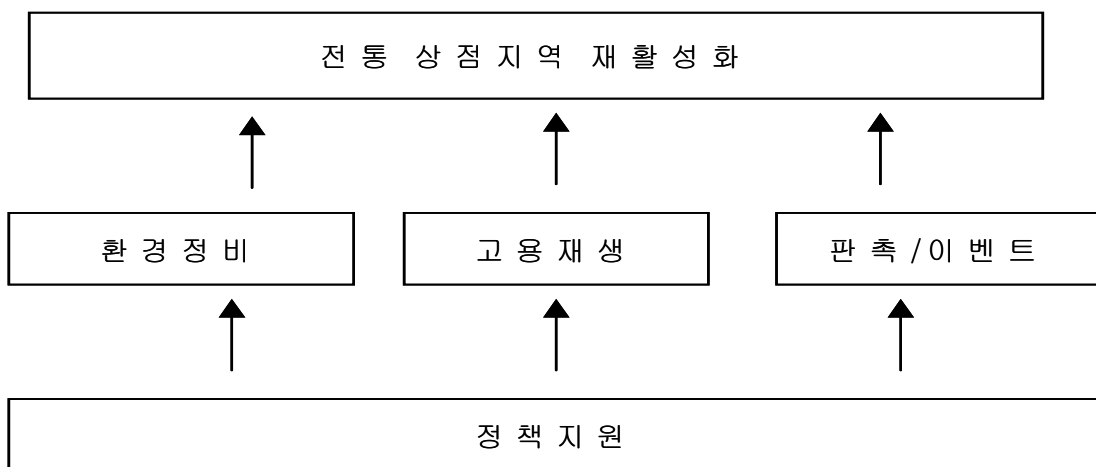 전통 상점지역 재활성화
환경정비
고용재생
판촉/이벤트
정책지원